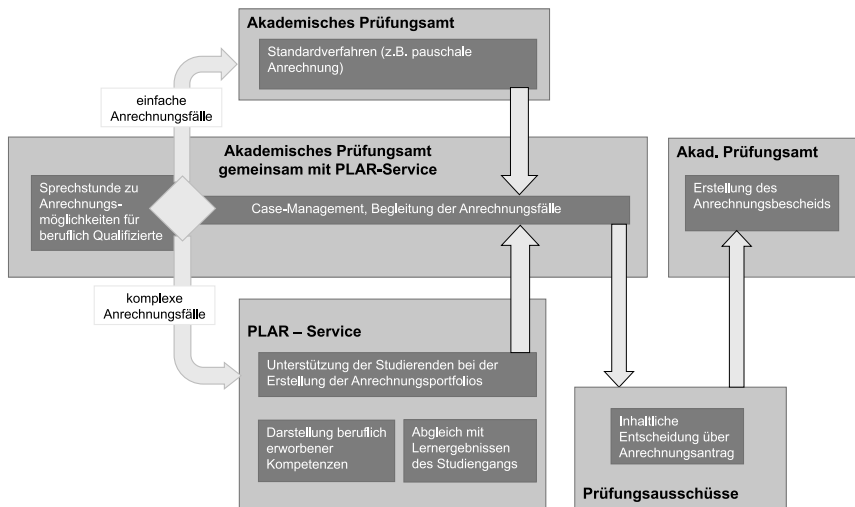 Akademisches Prüfungsamt
Standardverfahren (z.B. pauschale
Anrechnung)
einfache
Anrechnungsfälle
Akademisches Prüfungsamt
gemeinsam mit PLAR-Service
Sprechstunde zu
Anrechnungs-
möglichkeiten für
beruflich Qualifizierte
Case-Management, Begleitung der Anrechnungsfälle
Akad. Prüfungsamt
Erstellung des
Anrechnungsbescheids
komplexe
Anrechnungsfälle
PLAR – Service
Unterstützung der Studierenden bei der
Erstellung der Anrechnungsportfolios
Darstellung beruflich
erworbener
Kompetenzen
Abgleich mit
Lernergebnissen
des Studiengangs
Inhaltliche
Entscheidung über
Anrechnungsantrag
Prüfungsausschüsse